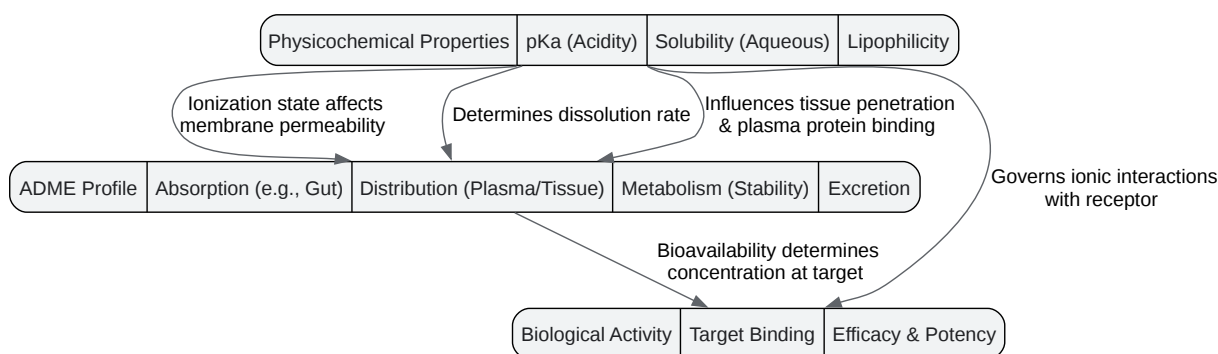 Physicochemical Properties pKa (Acidity) Solubility (Aqueous) Lipophilicity
Ionization state affects
membrane permeability
Determines dissolution rate
Influences tissue penetration
& plasma protein binding
ADME Profile Absorption (e.g., Gut) Distribution (Plasma/Tissue) Metabolism (Stability) Excretion
Governs ionic interactions
with receptor
Bioavailability determines
concentration at target
Biological Activity Target Binding Efficacy & Potency